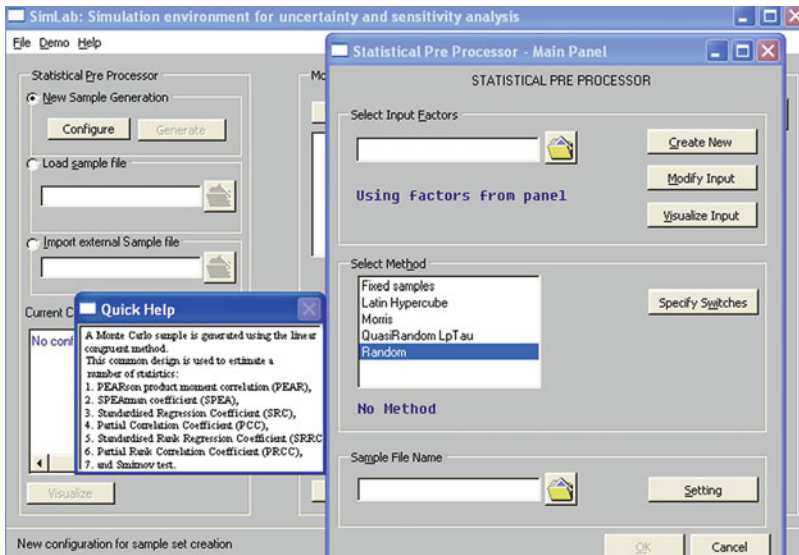 SimLab: Simulation environment for uncertainty and sensitivity analysis
File Demo Help
Statistical Pre Processor
New Sample Generation
Configure
Generate
Load sample file
Import external Sample file
Current C
No conf
Visualize
New configuration for sample set creation
Mo
Quick Help
A Monte Carlo sample is generated using the linear
congruent method.
This common design is used to estimate a
number of statistics:
1. PEARson product moment correlation (PEAR),
2. SPEArman coefficient (SPEA),
3. Standardised Regression Coefficient (SRC),
4. Partial Correlation Coefficient (PCC),
5. Standardised Rank Regression Coefficient (SRRC
6. Partial Rank Correlation Coefficient (PRCC),
7. and Smirnov test.
Statistical Pre Processor - Main Panel
STATISTICAL PRE PROCESSOR
Select Input Factors
Create New
Modify Input
Using factors from panel
Visualize Input
Select Method
Fixed samples
Latin Hypercube
Morris
QuasiRandom LpTau
Random
Specify Switches
No Method
Sample File Name
Setting
OK
Cancel